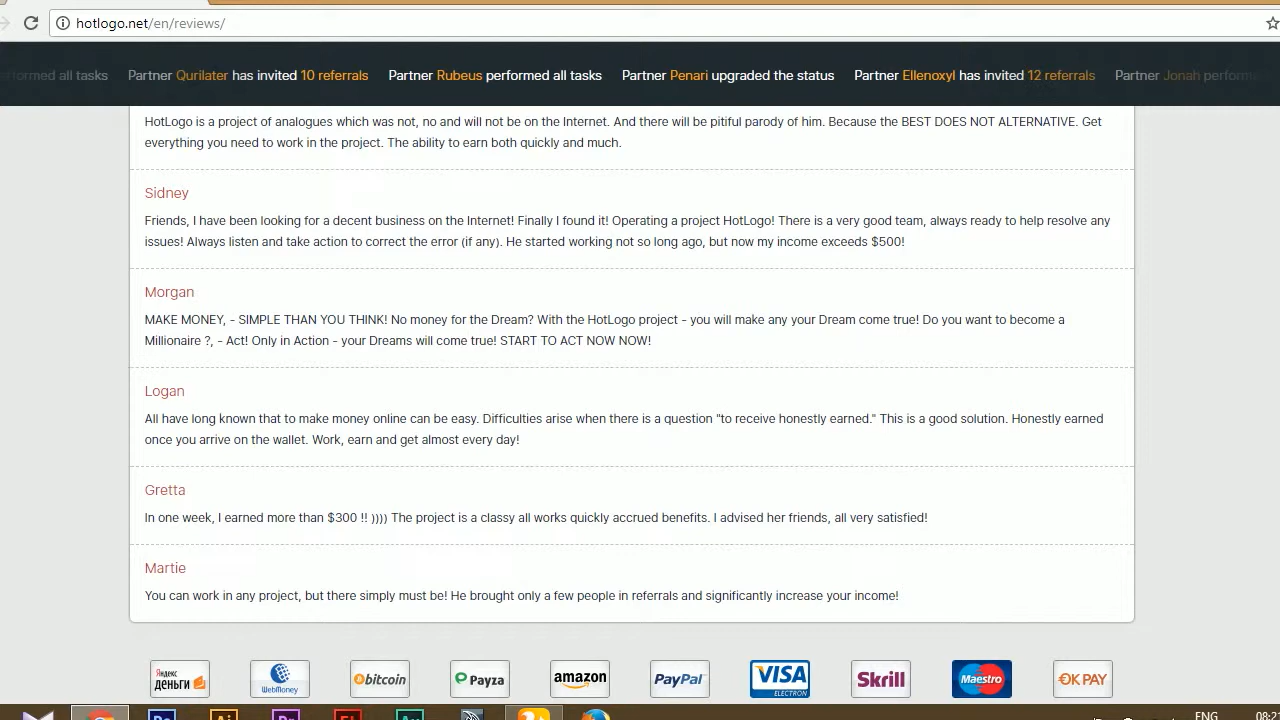 hotlogo.net/en/reviews/
formed all tasks Partner Qurilater has invited 10 referrals Partner Rubeus performed all tasks Partner Penari upgraded the status Partner Ellenoxyl has invited 12 referrals Partner Jonah perform
HotLogo is a project of analogues which was not, no and will not be on the Internet. And there will be pitiful parody of him. Because the BEST DOES NOT ALTERNATIVE. Get
everything you need to work in the project. The ability to earn both quickly and much.
Sidney
Friends, I have been looking for a decent business on the Internet! Finally I found it! Operating a project HotLogo! There is a very good team, always ready to help resolve any
issues! Always listen and take action to correct the error (if any). He started working not so long ago, but now my income exceeds $500!
Morgan
MAKE MONEY, - SIMPLE THAN YOU THINK! No money for the Dream? With the HotLogo project - you will make any your Dream come true! Do you want to become a
Millionaire ?, - Act! Only in Action - your Dreams will come true! START TO ACT NOW NOW!
Logan
All have long known that to make money online can be easy. Difficulties arise when there is a question "to receive honestly earned." This is a good solution. Honestly earned
once you arrive on the wallet. Work, earn and get almost every day!
Gretta
In one week, I earned more than $300 !! )))) The project is a classy all works quickly accrued benefits. I advised her friends, all very satisfied!
Martie
You can work in any project, but there simply must be! He brought only a few people in referrals and significantly increase your income!
Яндекс деньги WebMoney bitcoin Payza amazon PayPal VISA ELECTRON Skrill Maestro OKPAY
ENG